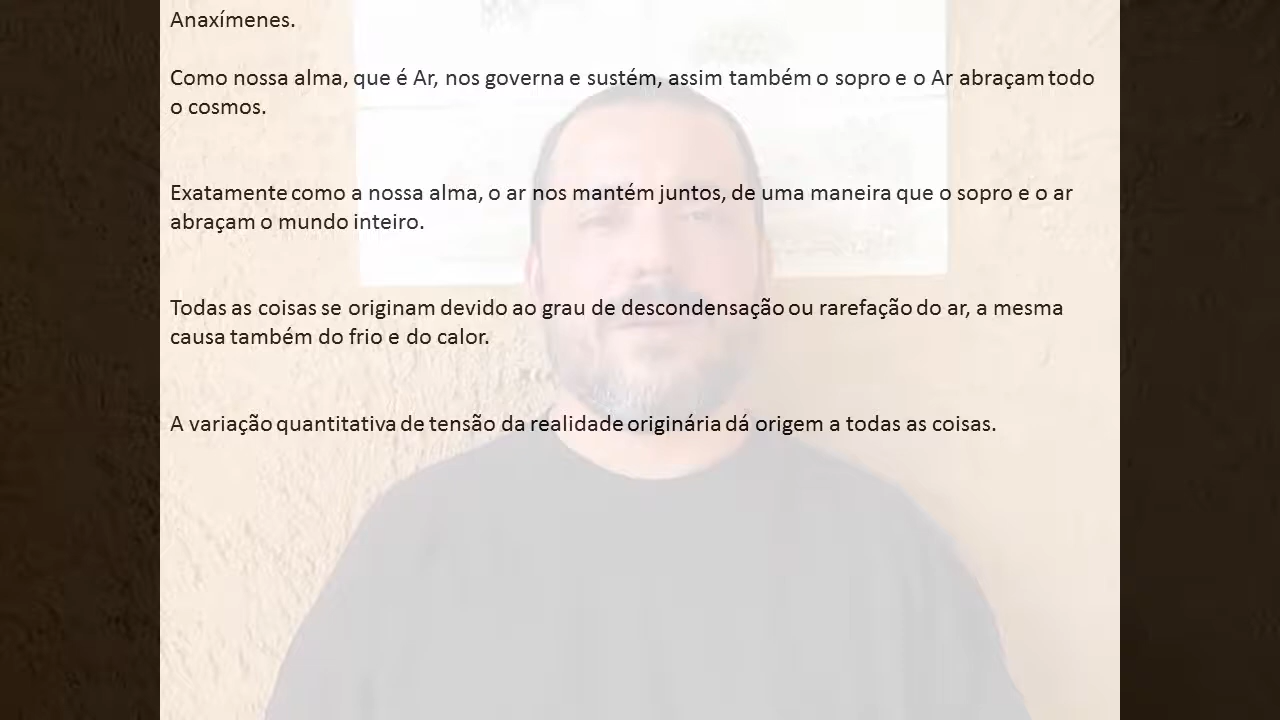 Anaxímenes.
Como nossa alma, que é Ar, nos governa e sustém, assim também o sopro e o Ar abraçam todo
o cosmos.
Exatamente como a nossa alma, o ar nos mantém juntos, de uma maneira que o sopro e o ar
abraçam o mundo inteiro.
Todas as coisas se originam devido ao grau de descondensação ou rarefação do ar, a mesma
causa também do frio e do calor.
A variação quantitativa de tensão da realidade originária dá origem a todas as coisas.